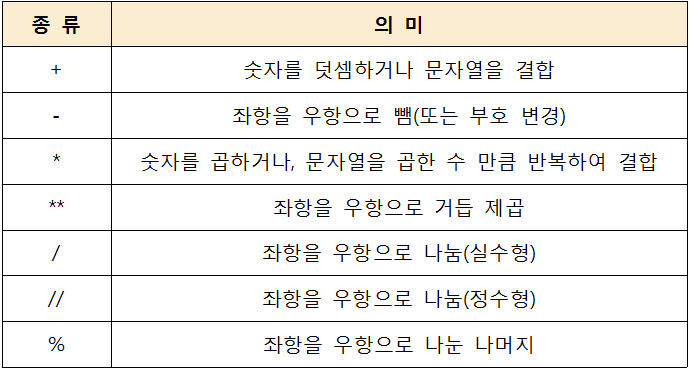 종 류 의 미
+ 숫자를 덧셈하거나 문자열을 결합
- 좌항을 우항으로 뺌(또는 부호 변경)
* 숫자를 곱하거나, 문자열을 곱한 수 만큼 반복하여 결합
** 좌항을 우항으로 거듭 제곱
/ 좌항을 우항으로 나눔(실수형)
// 좌항을 우항으로 나눔(정수형)
% 좌항을 우항으로 나눈 나머지